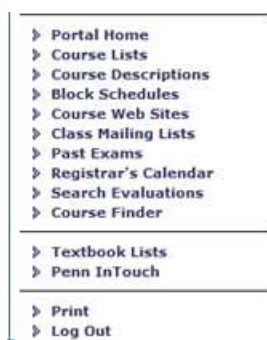 Portal Home
Course Lists
Course Descriptions
Block Schedules
Course Web Sites
Class Mailing Lists
Past Exams
Registrar's Calendar
Search Evaluations
Course Finder
Textbook Lists
Penn InTouch
Print
Log Out